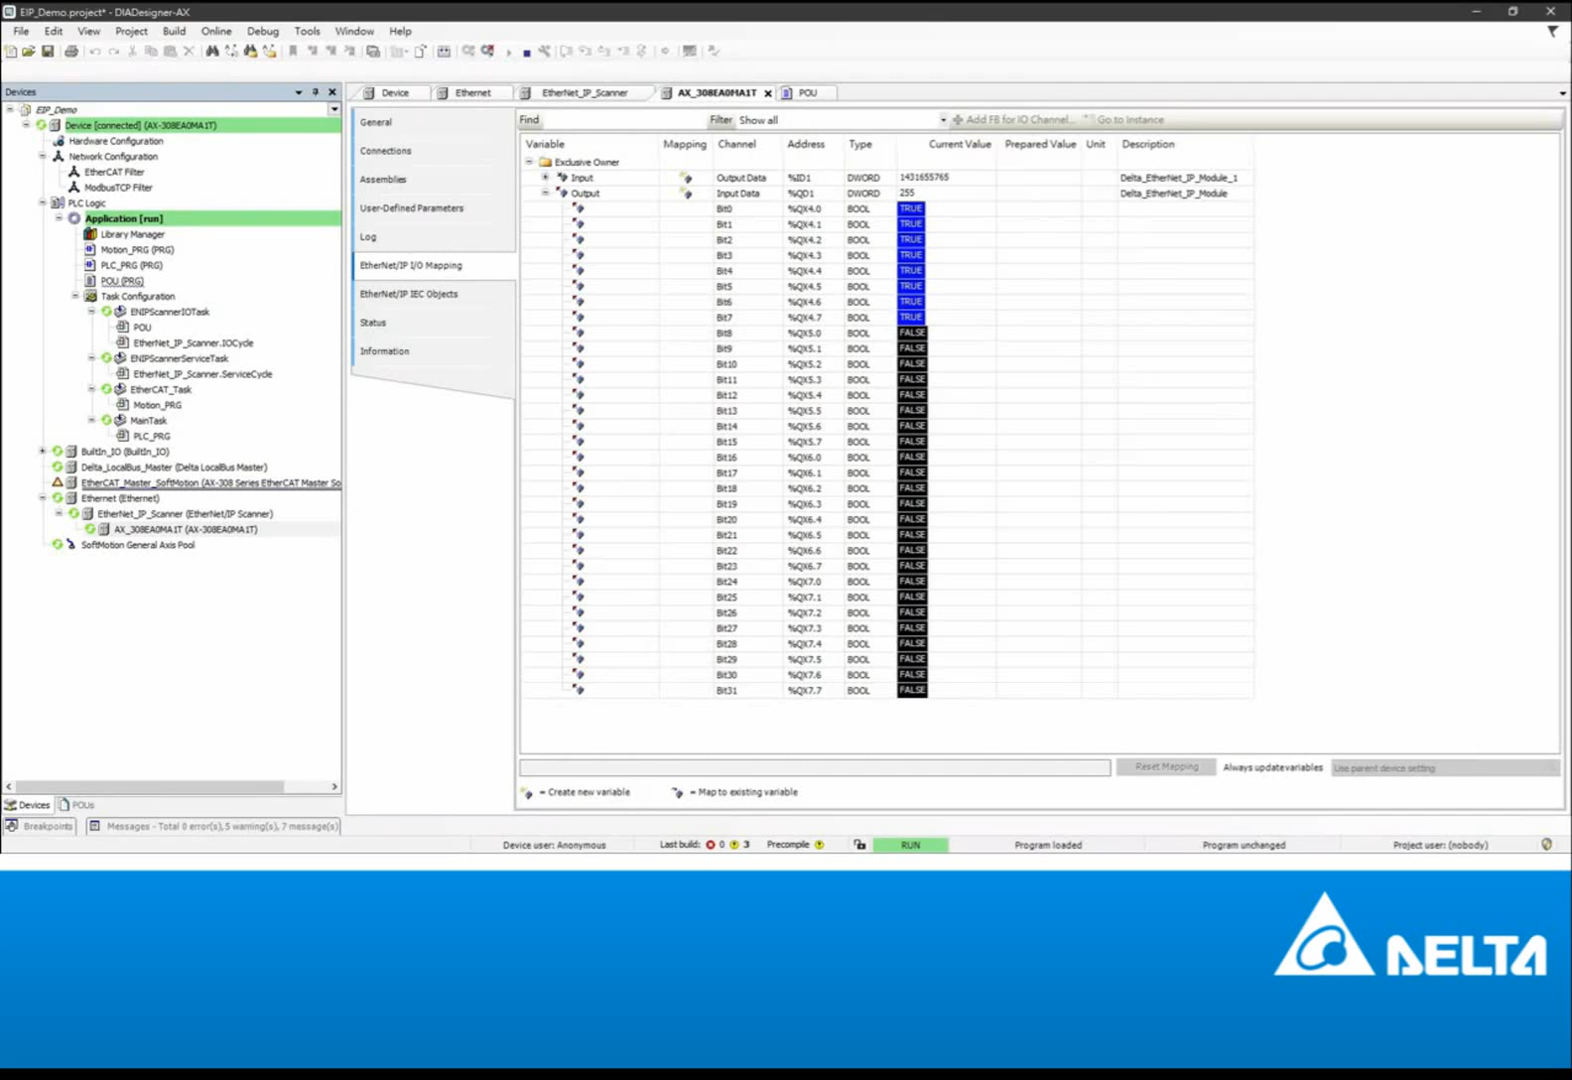 EIP_Demo.project* - DIADesigner-AX
File Edit View Project Build Online Debug Tools Window Help
Devices
EIP_Demo
Device [connected] (AX-308EA0MA1T)
Hardware Configuration
Network Configuration
EtherCAT Filter
ModbusTCP Filter
PLC Logic
Application [run]
Library Manager
Motion_PRG (PRG)
PLC_PRG (PRG)
POU (PRG)
Task Configuration
ENIPScannerIOTask
POU
EtherNet_IP_Scanner.IOCycle
ENIPScannerServiceTask
EtherNet_IP_Scanner.ServiceCycle
EtherCAT_Task
Motion_PRG
MainTask
PLC_PRG
BuiltIn_IO (BuiltIn_IO)
Delta_LocalBus_Master (Delta LocalBus Master)
EtherCAT_Master_SoftMotion (AX-308 Series EtherCAT Master So
Ethernet (Ethernet)
EtherNet_IP_Scanner (EtherNet/IP Scanner)
AX_308EA0MA1T (AX-308EA0MA1T)
SoftMotion General Axis Pool
Devices POUs
Breakpoints Messages - Total 0 error(s), 5 warning(s), 7 message(s)
Device Ethernet EtherNet_IP_Scanner AX_308EA0MA1T POU
General
Connections
Assemblies
User-Defined Parameters
Log
EtherNet/IP I/O Mapping
EtherNet/IP IEC Objects
Status
Information
Find Filter Show all Add FB for IO Channel... Go to Instance
Variable Mapping Channel Address Type Current Value Prepared Value Unit Description
Exclusive Owner
Input Output Data %ID1 DWORD 1431655765 Delta_EtherNet_IP_Module_1
Output Input Data %QD1 DWORD 255 Delta_EtherNet_IP_Module
Bit0 %QX4.0 BOOL TRUE
Bit1 %QX4.1 BOOL TRUE
Bit2 %QX4.2 BOOL TRUE
Bit3 %QX4.3 BOOL TRUE
Bit4 %QX4.4 BOOL TRUE
Bit5 %QX4.5 BOOL TRUE
Bit6 %QX4.6 BOOL TRUE
Bit7 %QX4.7 BOOL TRUE
Bit8 %QX5.0 BOOL FALSE
Bit9 %QX5.1 BOOL FALSE
Bit10 %QX5.2 BOOL FALSE
Bit11 %QX5.3 BOOL FALSE
Bit12 %QX5.4 BOOL FALSE
Bit13 %QX5.5 BOOL FALSE
Bit14 %QX5.6 BOOL FALSE
Bit15 %QX5.7 BOOL FALSE
Bit16 %QX6.0 BOOL FALSE
Bit17 %QX6.1 BOOL FALSE
Bit18 %QX6.2 BOOL FALSE
Bit19 %QX6.3 BOOL FALSE
Bit20 %QX6.4 BOOL FALSE
Bit21 %QX6.5 BOOL FALSE
Bit22 %QX6.6 BOOL FALSE
Bit23 %QX6.7 BOOL FALSE
Bit24 %QX7.0 BOOL FALSE
Bit25 %QX7.1 BOOL FALSE
Bit26 %QX7.2 BOOL FALSE
Bit27 %QX7.3 BOOL FALSE
Bit28 %QX7.4 BOOL FALSE
Bit29 %QX7.5 BOOL FALSE
Bit30 %QX7.6 BOOL FALSE
Bit31 %QX7.7 BOOL FALSE
Reset Mapping Always update variables Use parent device setting
= Create new variable = Map to existing variable
Device user: Anonymous Last build: 0 3 Precompile RUN Program loaded Program unchanged Project user: (nobody)
DELTA